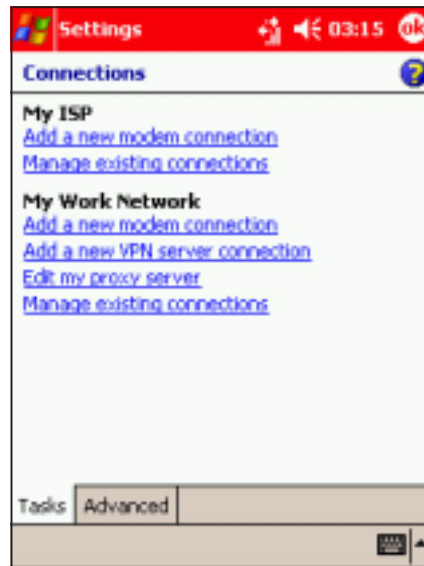 Settings 03:15 ok
Connections ?
My ISP
Add a new modem connection
Manage existing connections
My Work Network
Add a new modem connection
Add a new VPN server connection
Edit my proxy server
Manage existing connections
Tasks Advanced